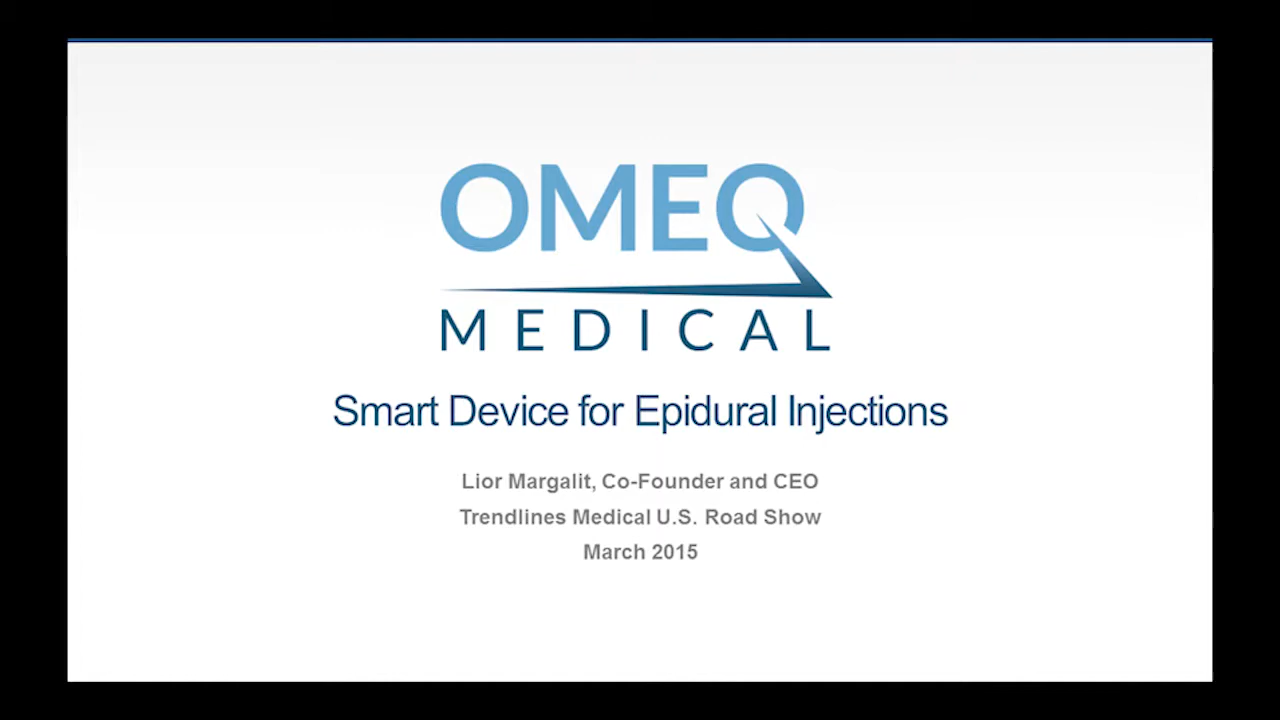 OMEQ
MEDICAL
Smart Device for Epidural Injections
Lior Margalit, Co-Founder and CEO
Trendlines Medical U.S. Road Show
March 2015